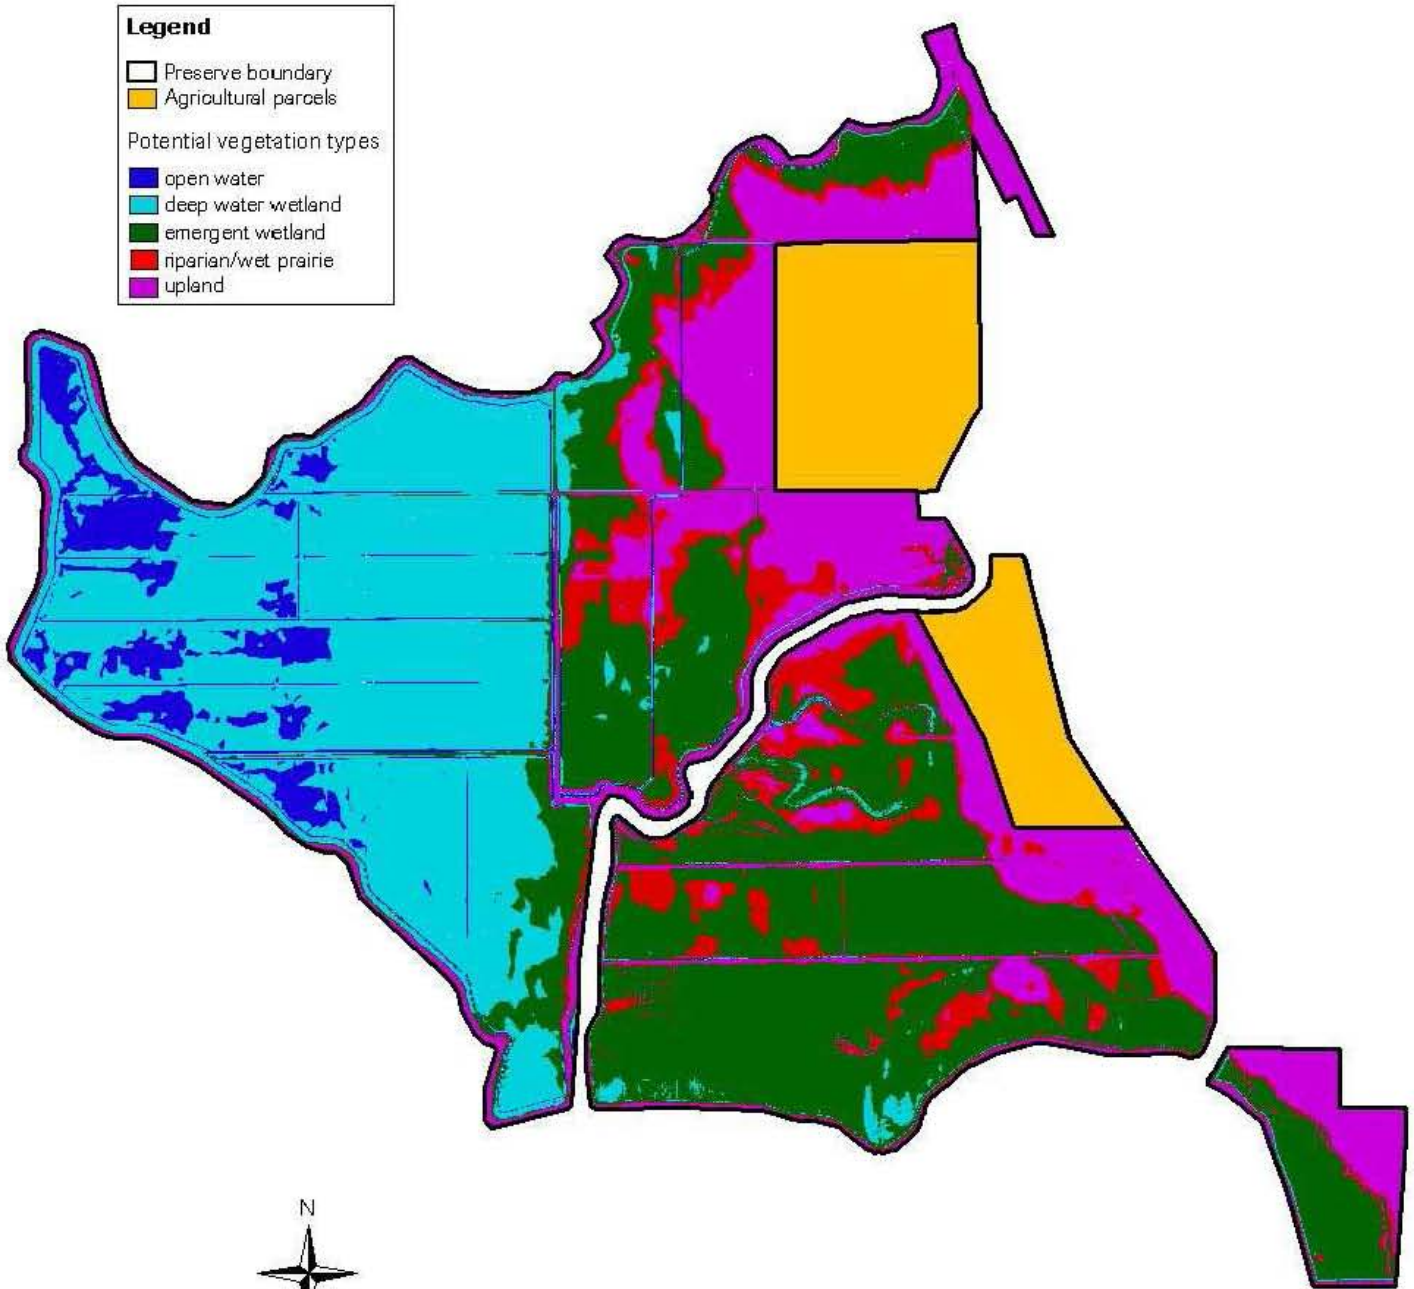 Legend
Preserve boundary
Agricultural parcels
Potential vegetation types
open water
deep water wetland
emergent wetland
riparian/wet prairie
upland
N